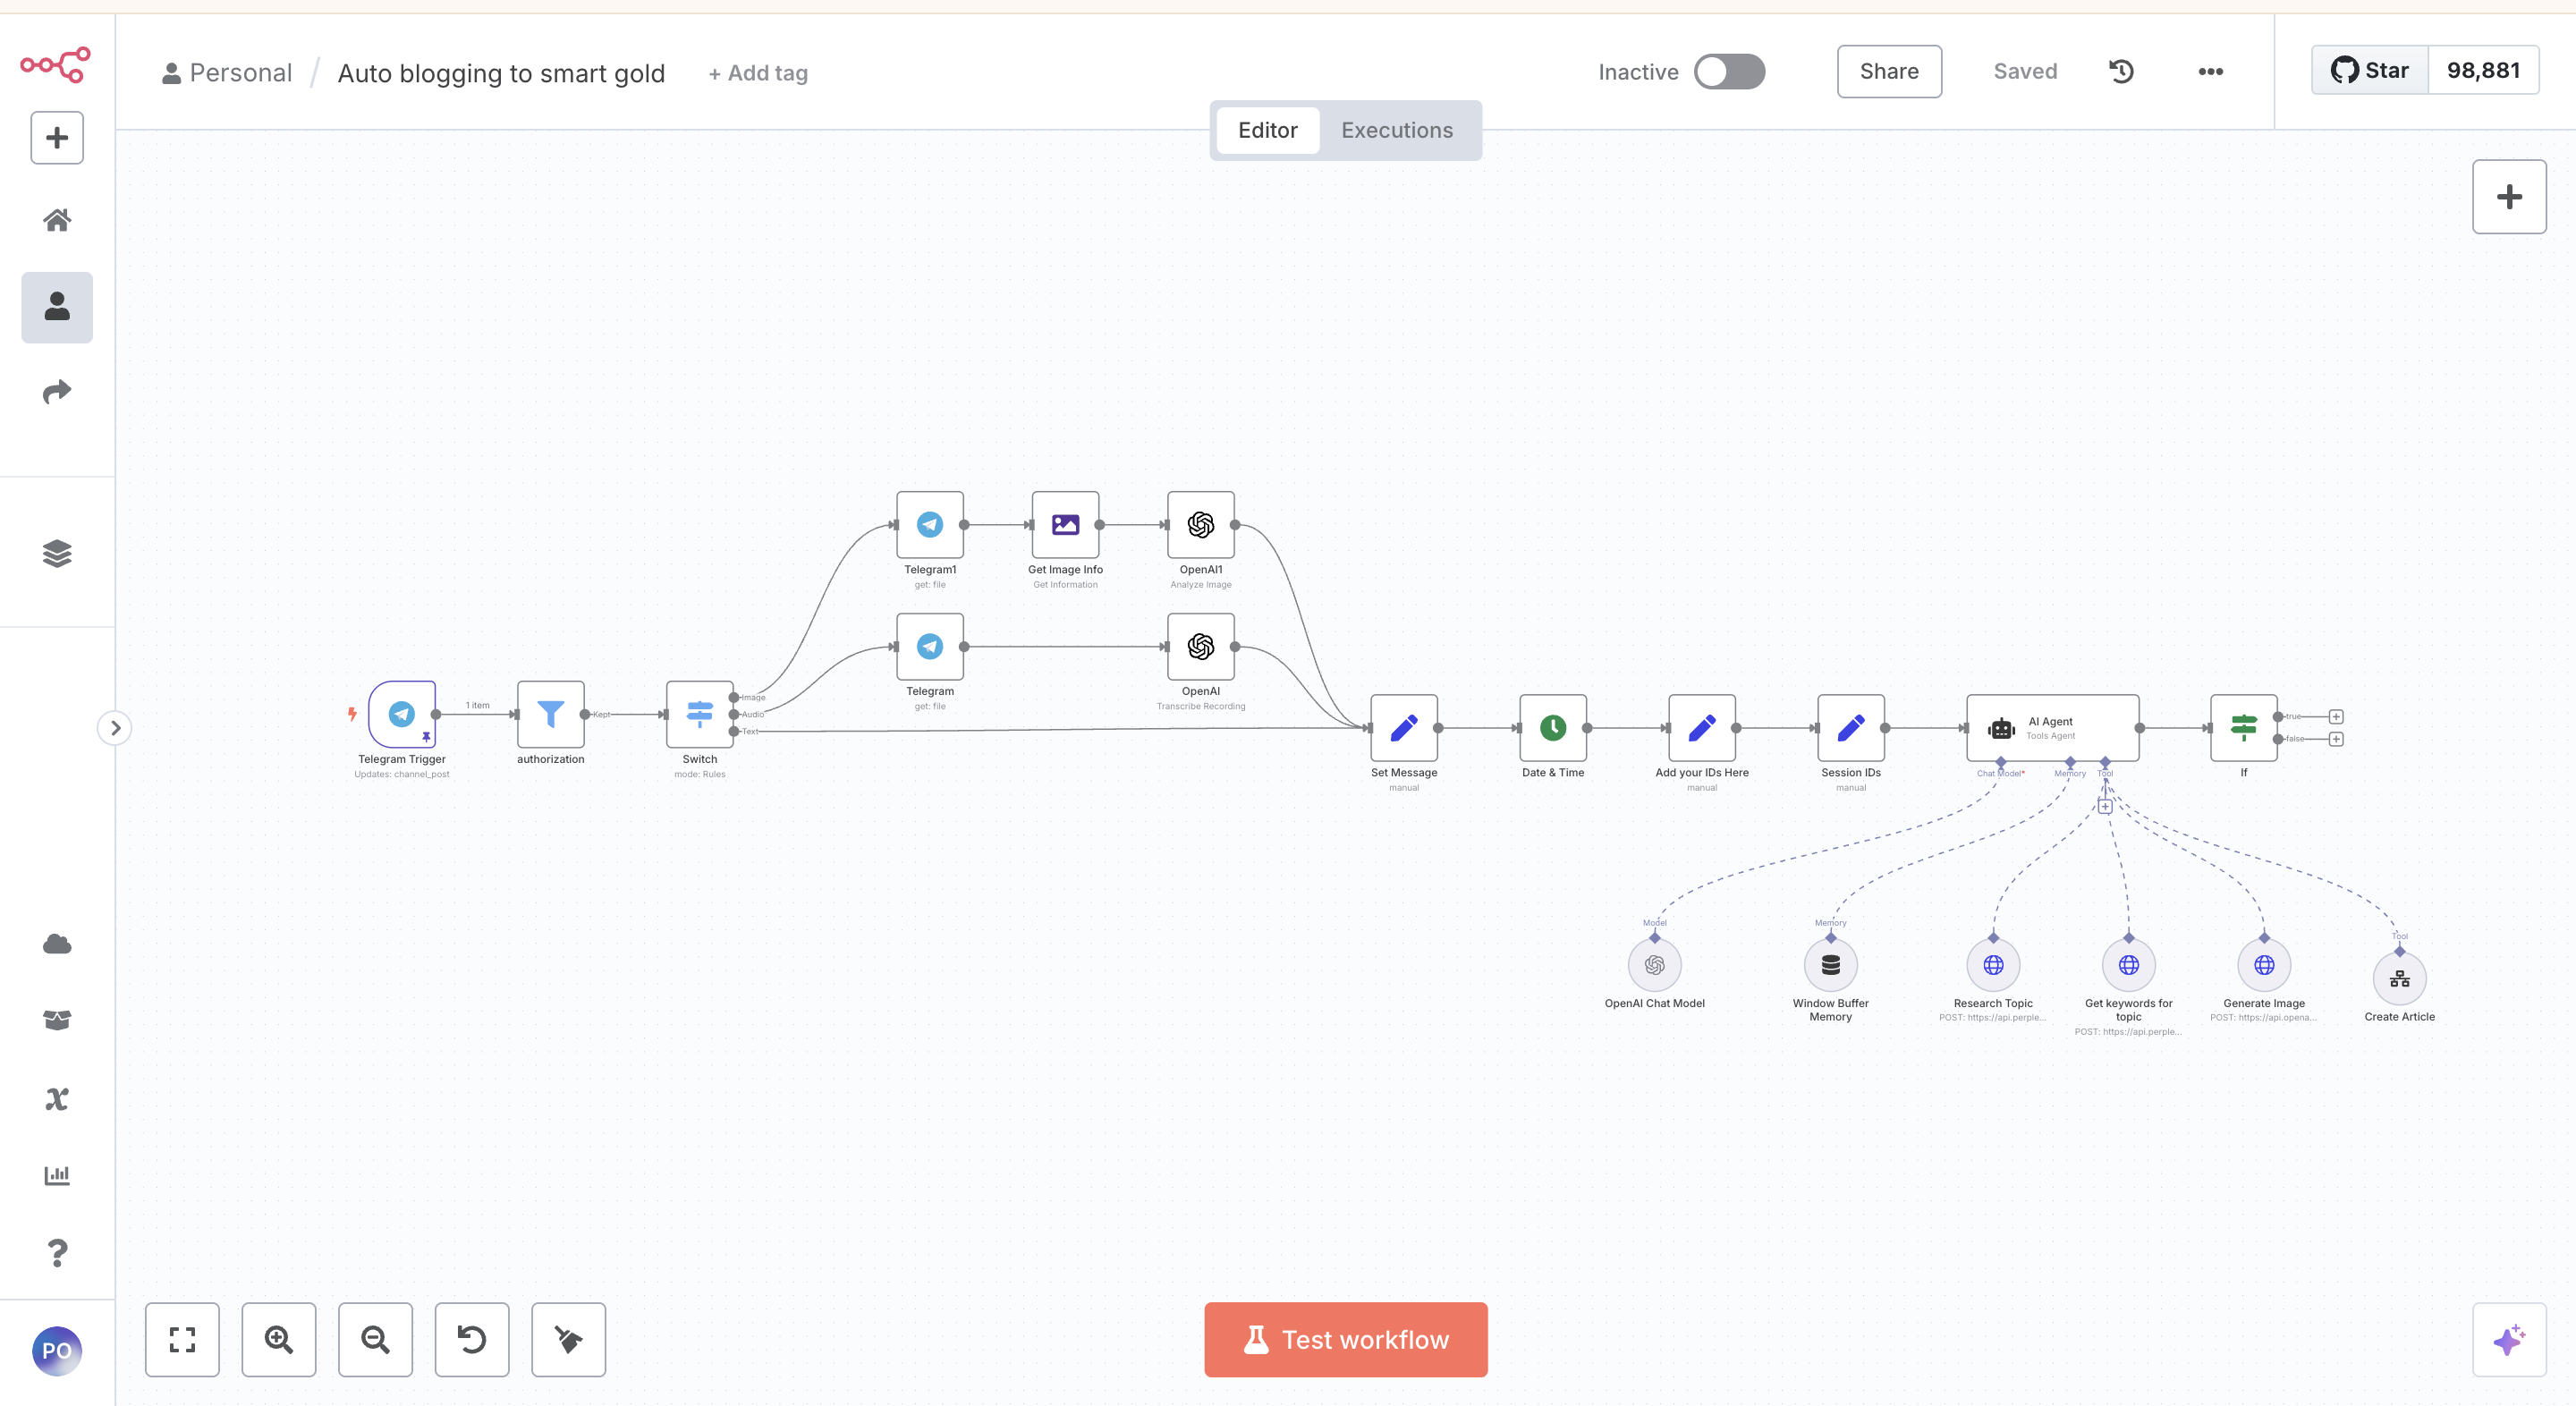 Personal / Auto blogging to smart gold + Add tag
Inactive
Share
Saved
Star 98,881
Editor Executions
Telegram1
get: file
Get Image Info
Get Information
OpenAI1
Analyze Image
Telegram
get: file
OpenAI
Transcribe Recording
1 item
Kept
Image
Audio
Text
Telegram Trigger
Updates: channel_post
authorization
Switch
mode: Rules
Set Message
manual
Date & Time
Add your IDs Here
manual
Session IDs
manual
AI Agent
Tools Agent
Chat Model*
Memory
Tool
true
false
If
Model
Memory
Tool
OpenAI Chat Model
Window Buffer
Memory
Research Topic
POST: https://api.perple...
Get keywords for
topic
POST: https://api.perple...
Generate Image
POST: https://api.opena...
Create Article
PO
Test workflow